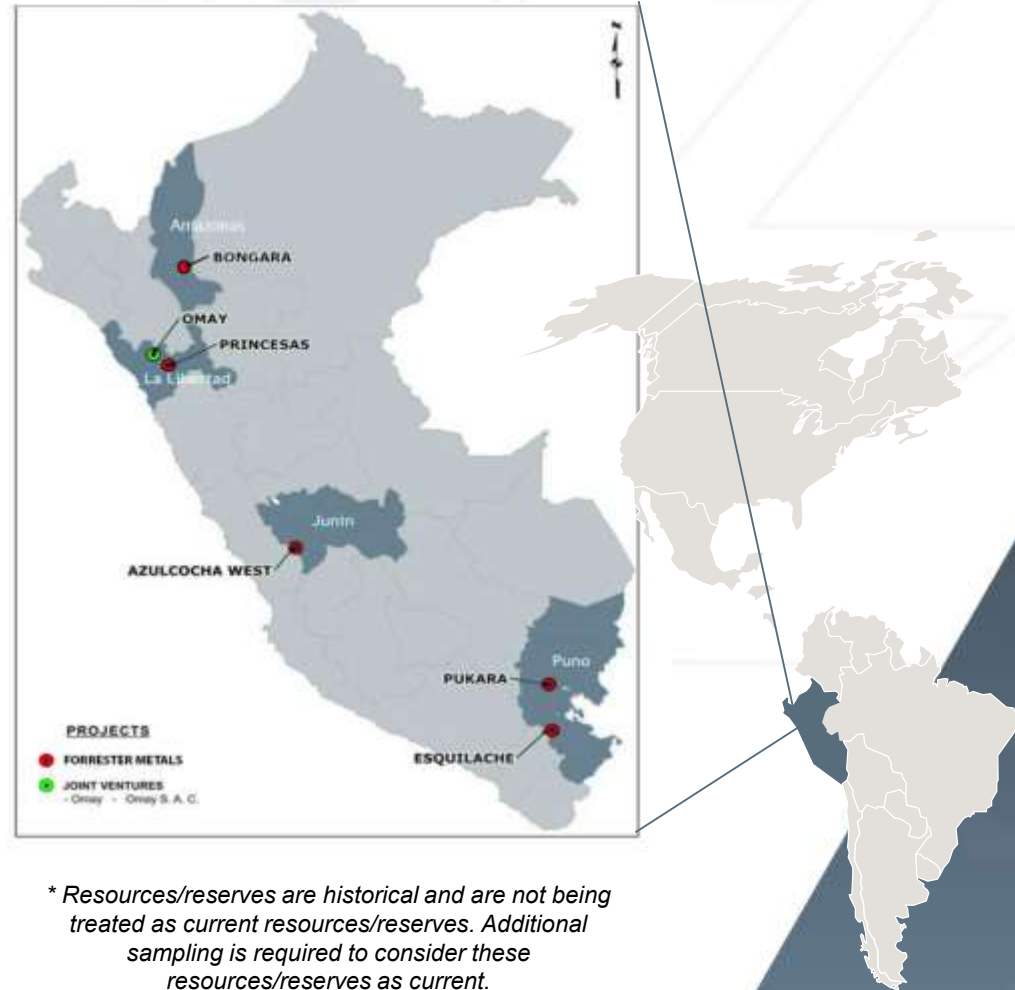 N
Amazonas
BONGARA
OMAY
PRINCESAS
La Libertad
Junin
AZULCOCHA WEST
Puno
PUKARA
ESQUILACHE
PROJECTS
FORRESTER METALS
JOINT VENTURES
- Omay - Omay S. A. C.
* Resources/reserves are historical and are not being
treated as current resources/reserves. Additional
sampling is required to consider these
resources/reserves as current.